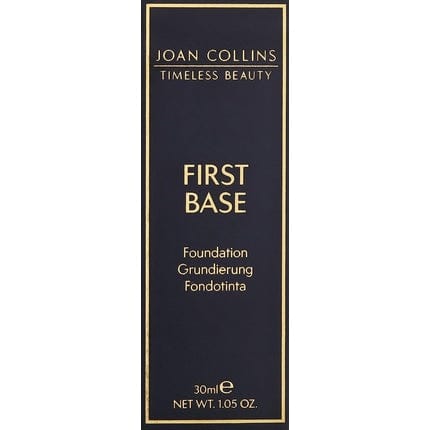 JOAN COLLINS
TIMELESS BEAUTY
FIRST
BASE
Foundation
Grundierung
Fondotinta
30ml ℮
NET WT. 1.05 OZ.